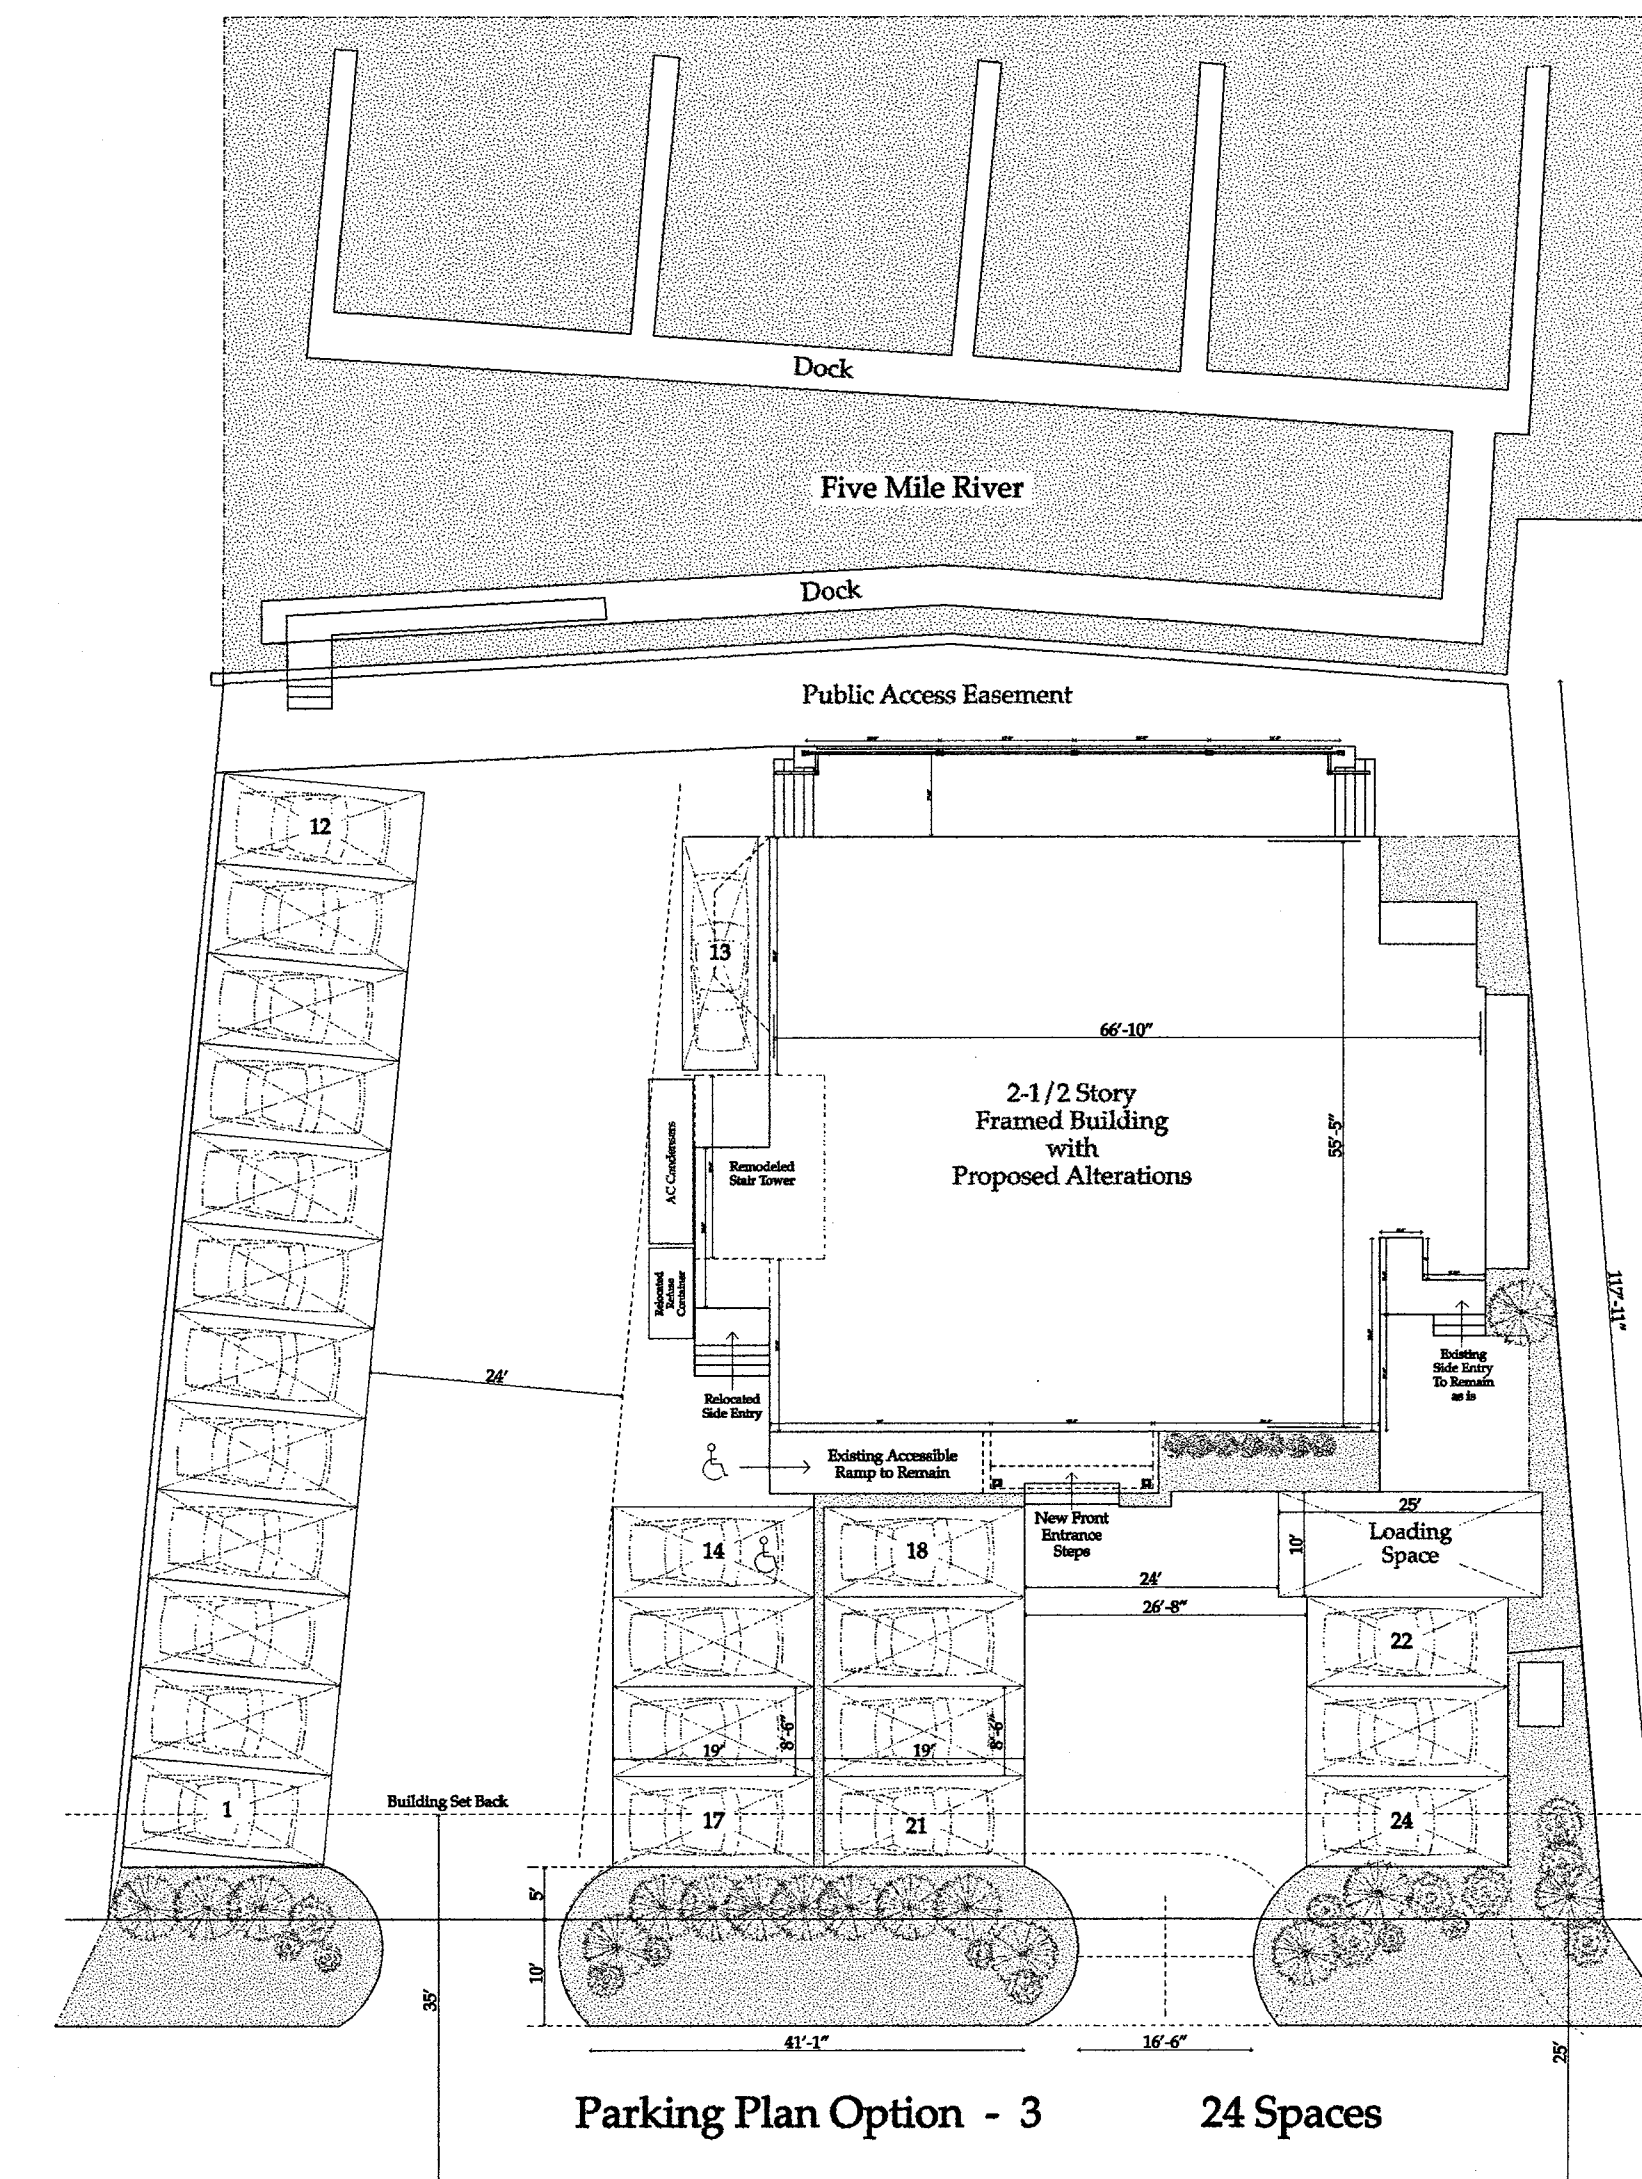 Dock
Five Mile River
Dock
Public Access Easement
12
13
66'-10"
2-1/2 Story
Framed Building
with
Proposed Alterations
55'-5"
AC Condensers
Remodeled
Stair Tower
Relocated
Refuse
Container
117'-11"
24'
Relocated
Side Entry
Existing
Side Entry
To Remain
as is
Existing Accessible
Ramp to Remain
New Front
Entrance
Steps
25'
10'
Loading
Space
14
18
24'
26'-8"
22
8'-6"
8'-6"
19'
19'
1
Building Set Back
17
21
24
5'
10'
35'
25'
41'-1"
16'-6"
Parking Plan Option - 3
24 Spaces